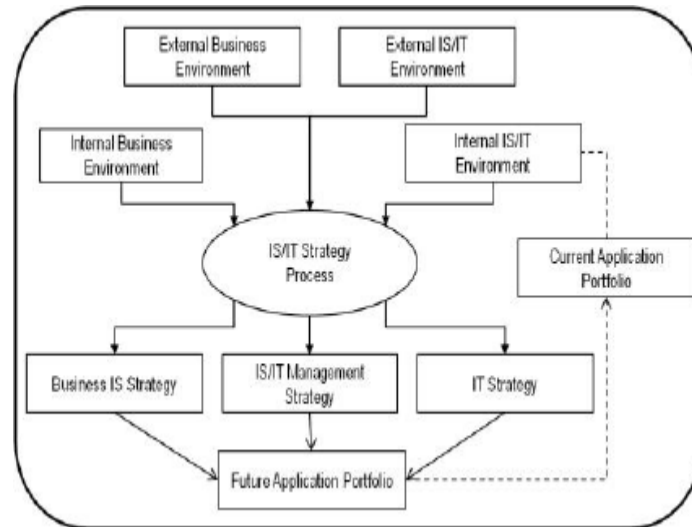 External Business
Environment
External IS/IT
Environment
Internal Business
Environment
Internal IS/IT
Environment
IS/IT Strategy
Process
Current Application
Portfolio
Business IS Strategy
IS/IT Management
Strategy
IT Strategy
Future Application Portfolio